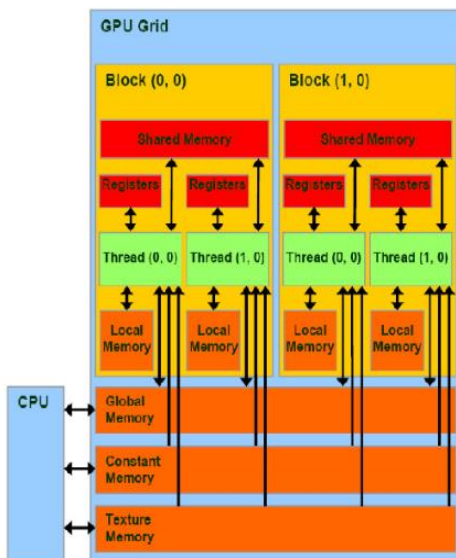 GPU Grid
Block (0, 0)
Block (1, 0)
Shared Memory
Shared Memory
Registers
Registers
Registers
Registers
Thread (0, 0)
Thread (1, 0)
Thread (0, 0)
Thread (1, 0)
Local
Memory
Local
Memory
Local
Memory
Local
Memory
CPU
Global
Memory
Constant
Memory
Texture
Memory